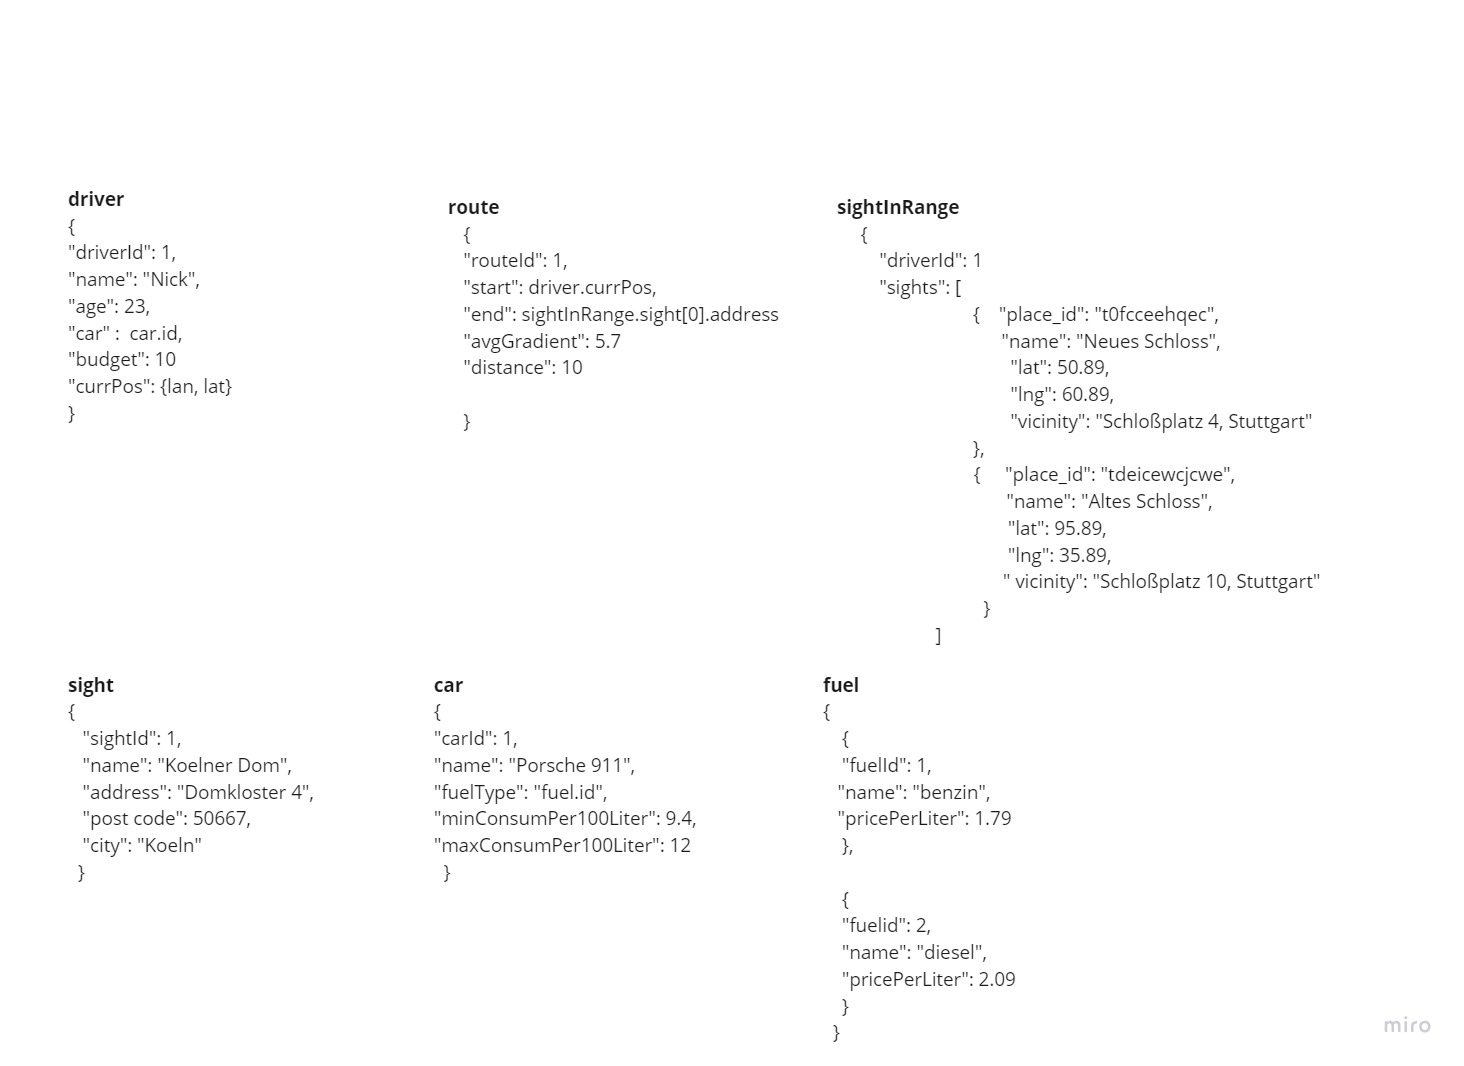 driver
{
"driverId": 1,
"name": "Nick",
"age": 23,
"car" :  car.id,
"budget": 10
"currPos": {lan, lat}
}
route
{
"routeId": 1,
"start": driver.currPos,
"end": sightInRange.sight[0].address
"avgGradient": 5.7
"distance": 10
}
sightInRange
{
"driverId": 1
"sights": [
{    "place_id": "t0fcceehqec",
"name": "Neues Schloss",
"lat": 50.89,
"lng": 60.89,
"vicinity": "Schloßplatz 4, Stuttgart"
},
{    "place_id": "tdeicewcjcwe",
"name": "Altes Schloss",
"lat": 95.89,
"lng": 35.89,
" vicinity": "Schloßplatz 10, Stuttgart"
}
]
sight
{
"sightId": 1,
"name": "Koelner Dom",
"address": "Domkloster 4",
"post code": 50667,
"city": "Koeln"
}
car
{
"carId": 1,
"name": "Porsche 911",
"fuelType": "fuel.id",
"minConsumPer100Liter": 9.4,
"maxConsumPer100Liter": 12
}
fuel
{
{
"fuelId": 1,
"name": "benzin",
"pricePerLiter": 1.79
},
{
"fuelid": 2,
"name": "diesel",
"pricePerLiter": 2.09
}
}
miro